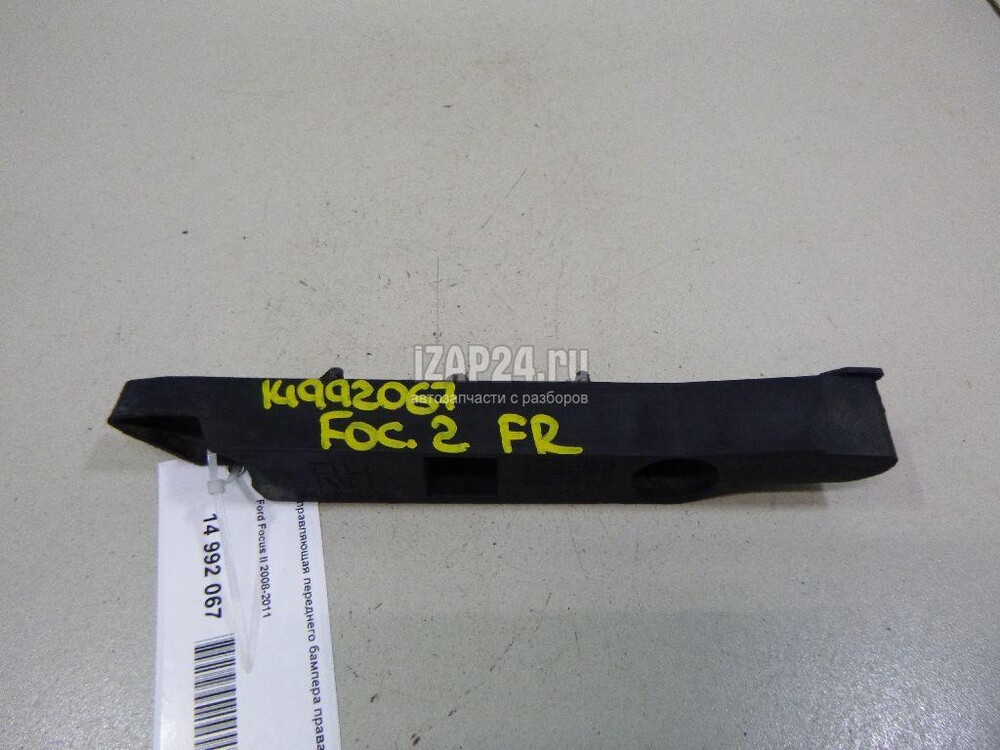 iZAP24.ru
автозапчасти с разборов
14992067
FOC. 2 FR
правляющая переднего бампера права
Ford Focus II 2008-2011
14 992 067